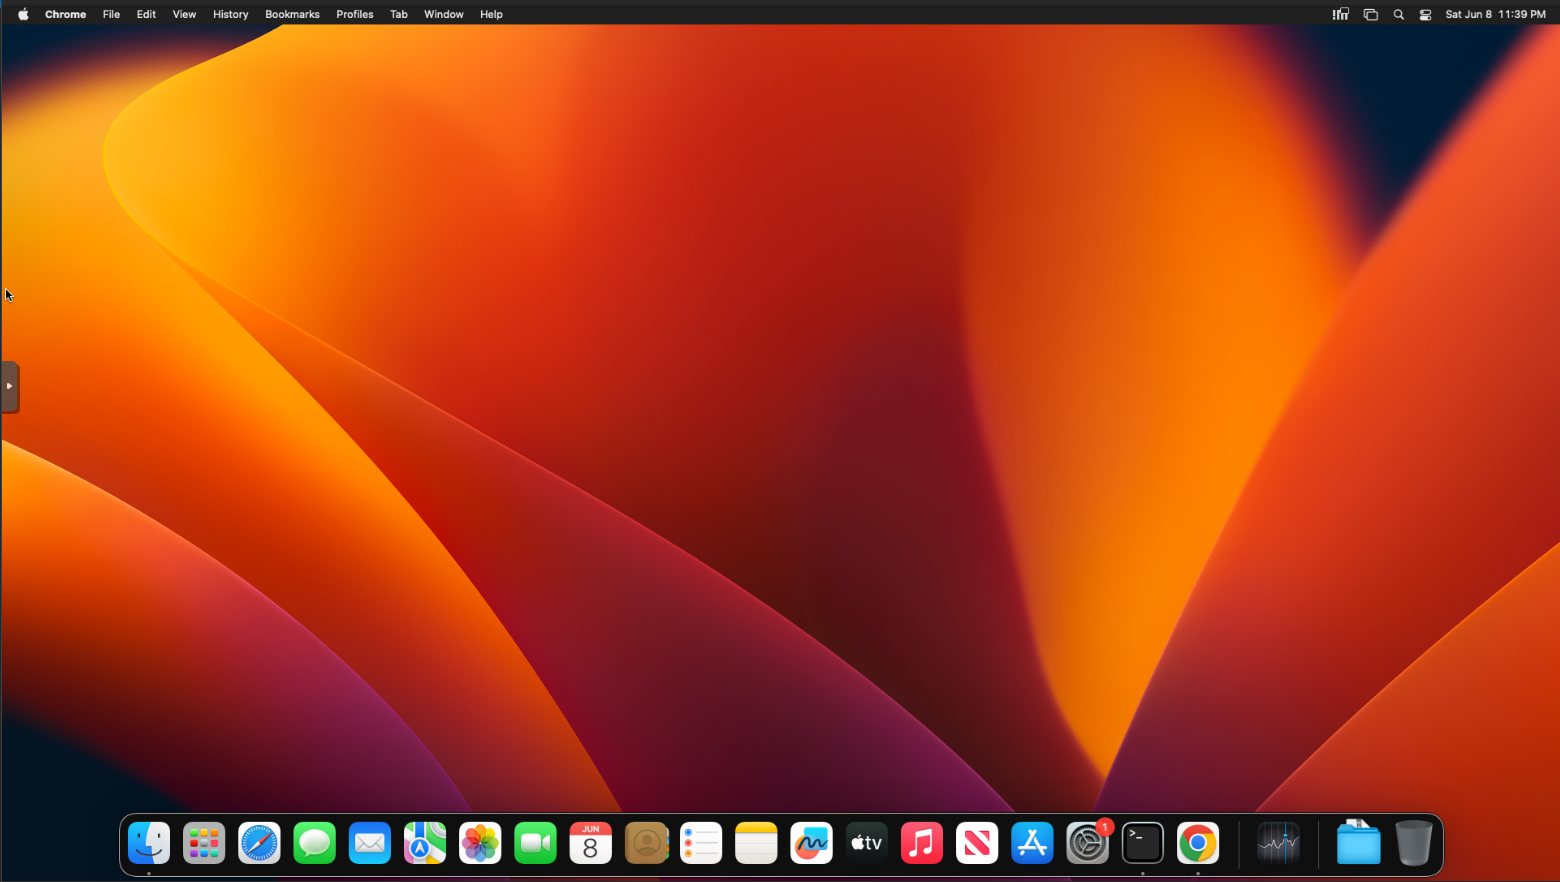 Chrome File Edit View History Bookmarks Profiles Tab Window Help Sat Jun 8 11:39 PM
JUN
8
tv
1
>_